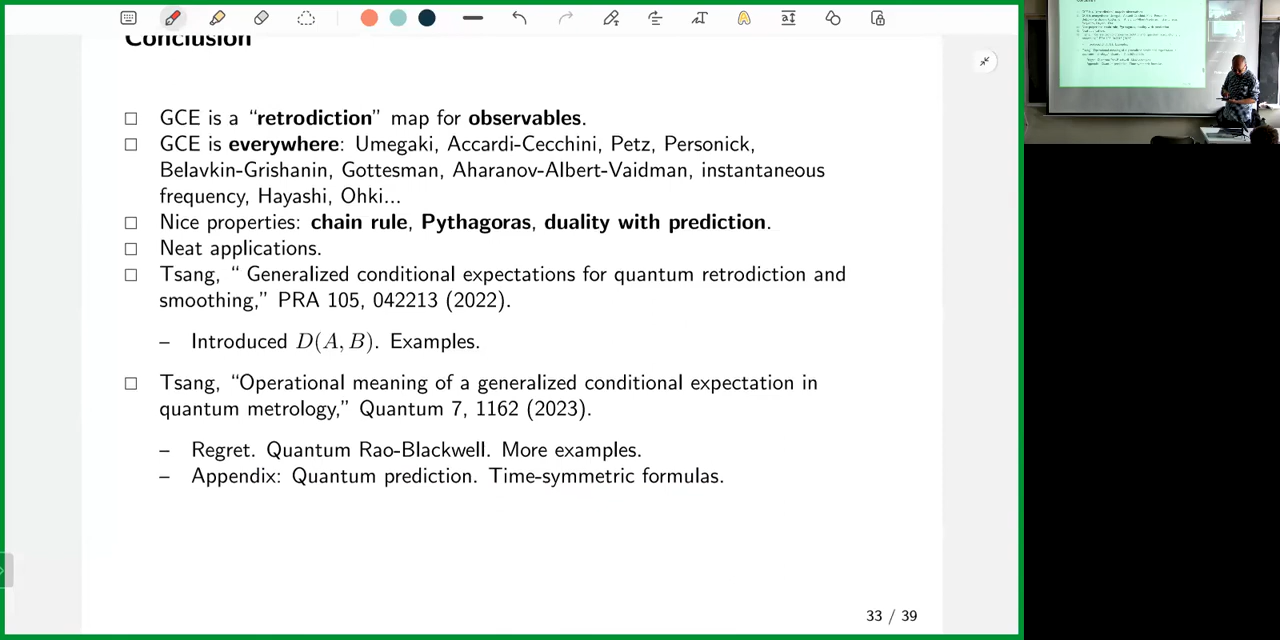 Conclusion
□ GCE is a “retrodiction” map for observables.
□ GCE is everywhere: Umegaki, Accardi-Cecchini, Petz, Personick,
Belavkin-Grishanin, Gottesman, Aharanov-Albert-Vaidman, instantaneous
frequency, Hayashi, Ohki...
□ Nice properties: chain rule, Pythagoras, duality with prediction.
□ Neat applications.
□ Tsang, “ Generalized conditional expectations for quantum retrodiction and
smoothing,” PRA 105, 042213 (2022).
– Introduced D(A, B). Examples.
□ Tsang, “Operational meaning of a generalized conditional expectation in
quantum metrology,” Quantum 7, 1162 (2023).
– Regret. Quantum Rao-Blackwell. More examples.
– Appendix: Quantum prediction. Time-symmetric formulas.
33 / 39